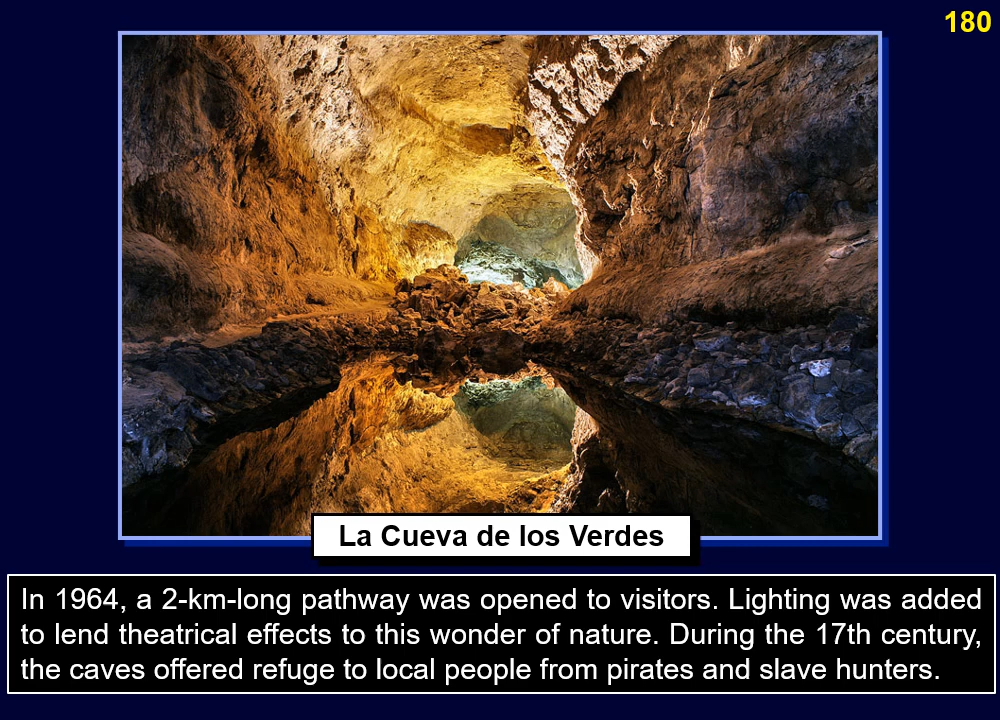 180
La Cueva de los Verdes
In 1964, a 2-km-long pathway was opened to visitors. Lighting was added
to lend theatrical effects to this wonder of nature. During the 17th century,
the caves offered refuge to local people from pirates and slave hunters.